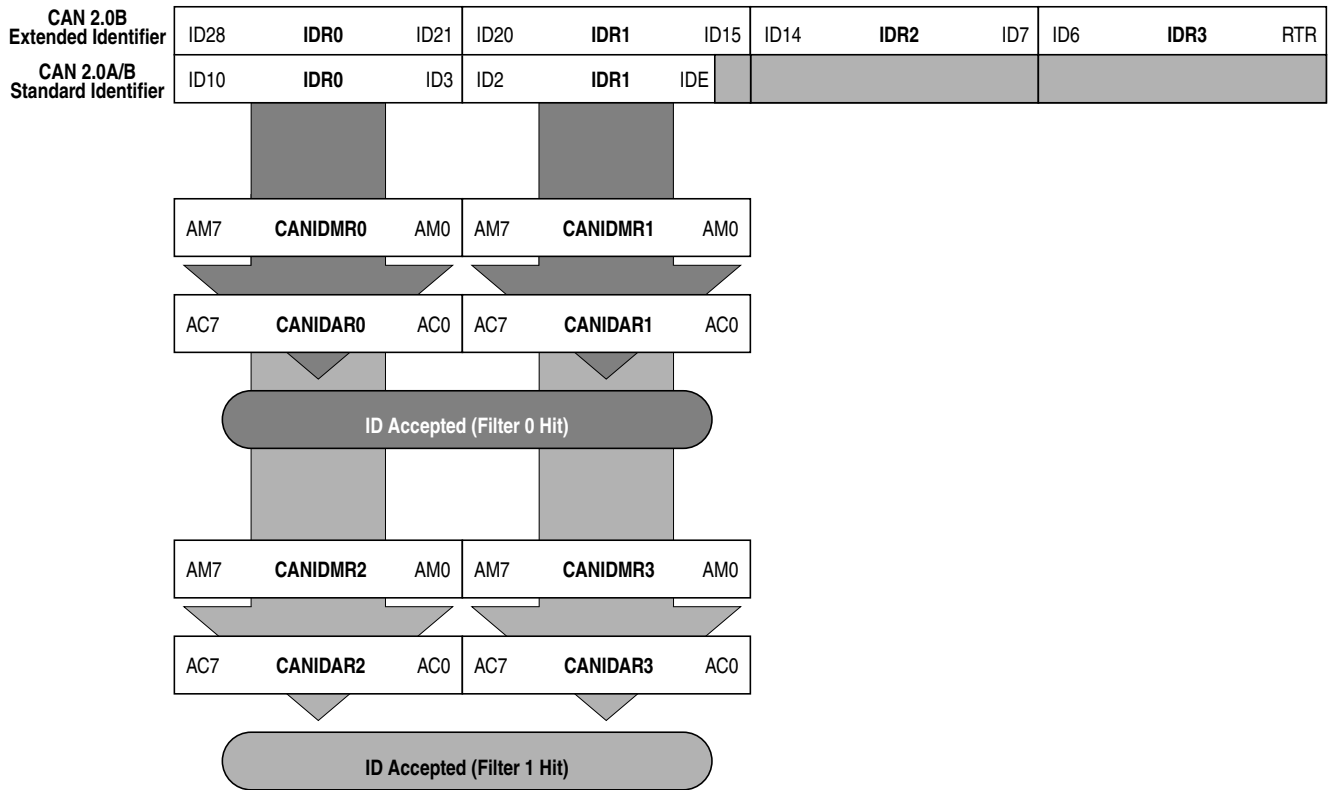 CAN 2.0B
Extended Identifier
ID28 IDR0 ID21 ID20 IDR1 ID15 ID14 IDR2 ID7 ID6 IDR3 RTR
CAN 2.0A/B
Standard Identifier
ID10 IDR0 ID3 ID2 IDR1 IDE
AM7 CANIDMR0 AM0 AM7 CANIDMR1 AM0
AC7 CANIDAR0 AC0 AC7 CANIDAR1 AC0
ID Accepted (Filter 0 Hit)
AM7 CANIDMR2 AM0 AM7 CANIDMR3 AM0
AC7 CANIDAR2 AC0 AC7 CANIDAR3 AC0
ID Accepted (Filter 1 Hit)